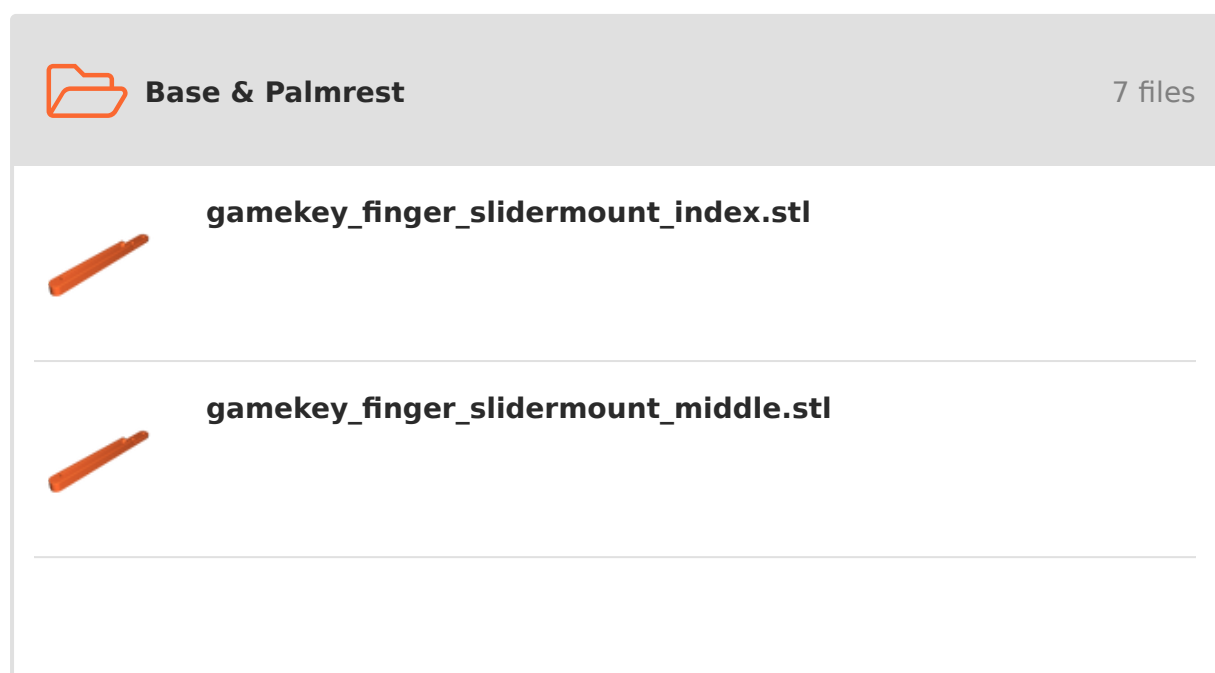 Base & Palmrest
7 files
gamekey_finger_slidermount_index.stl
gamekey_finger_slidermount_middle.stl